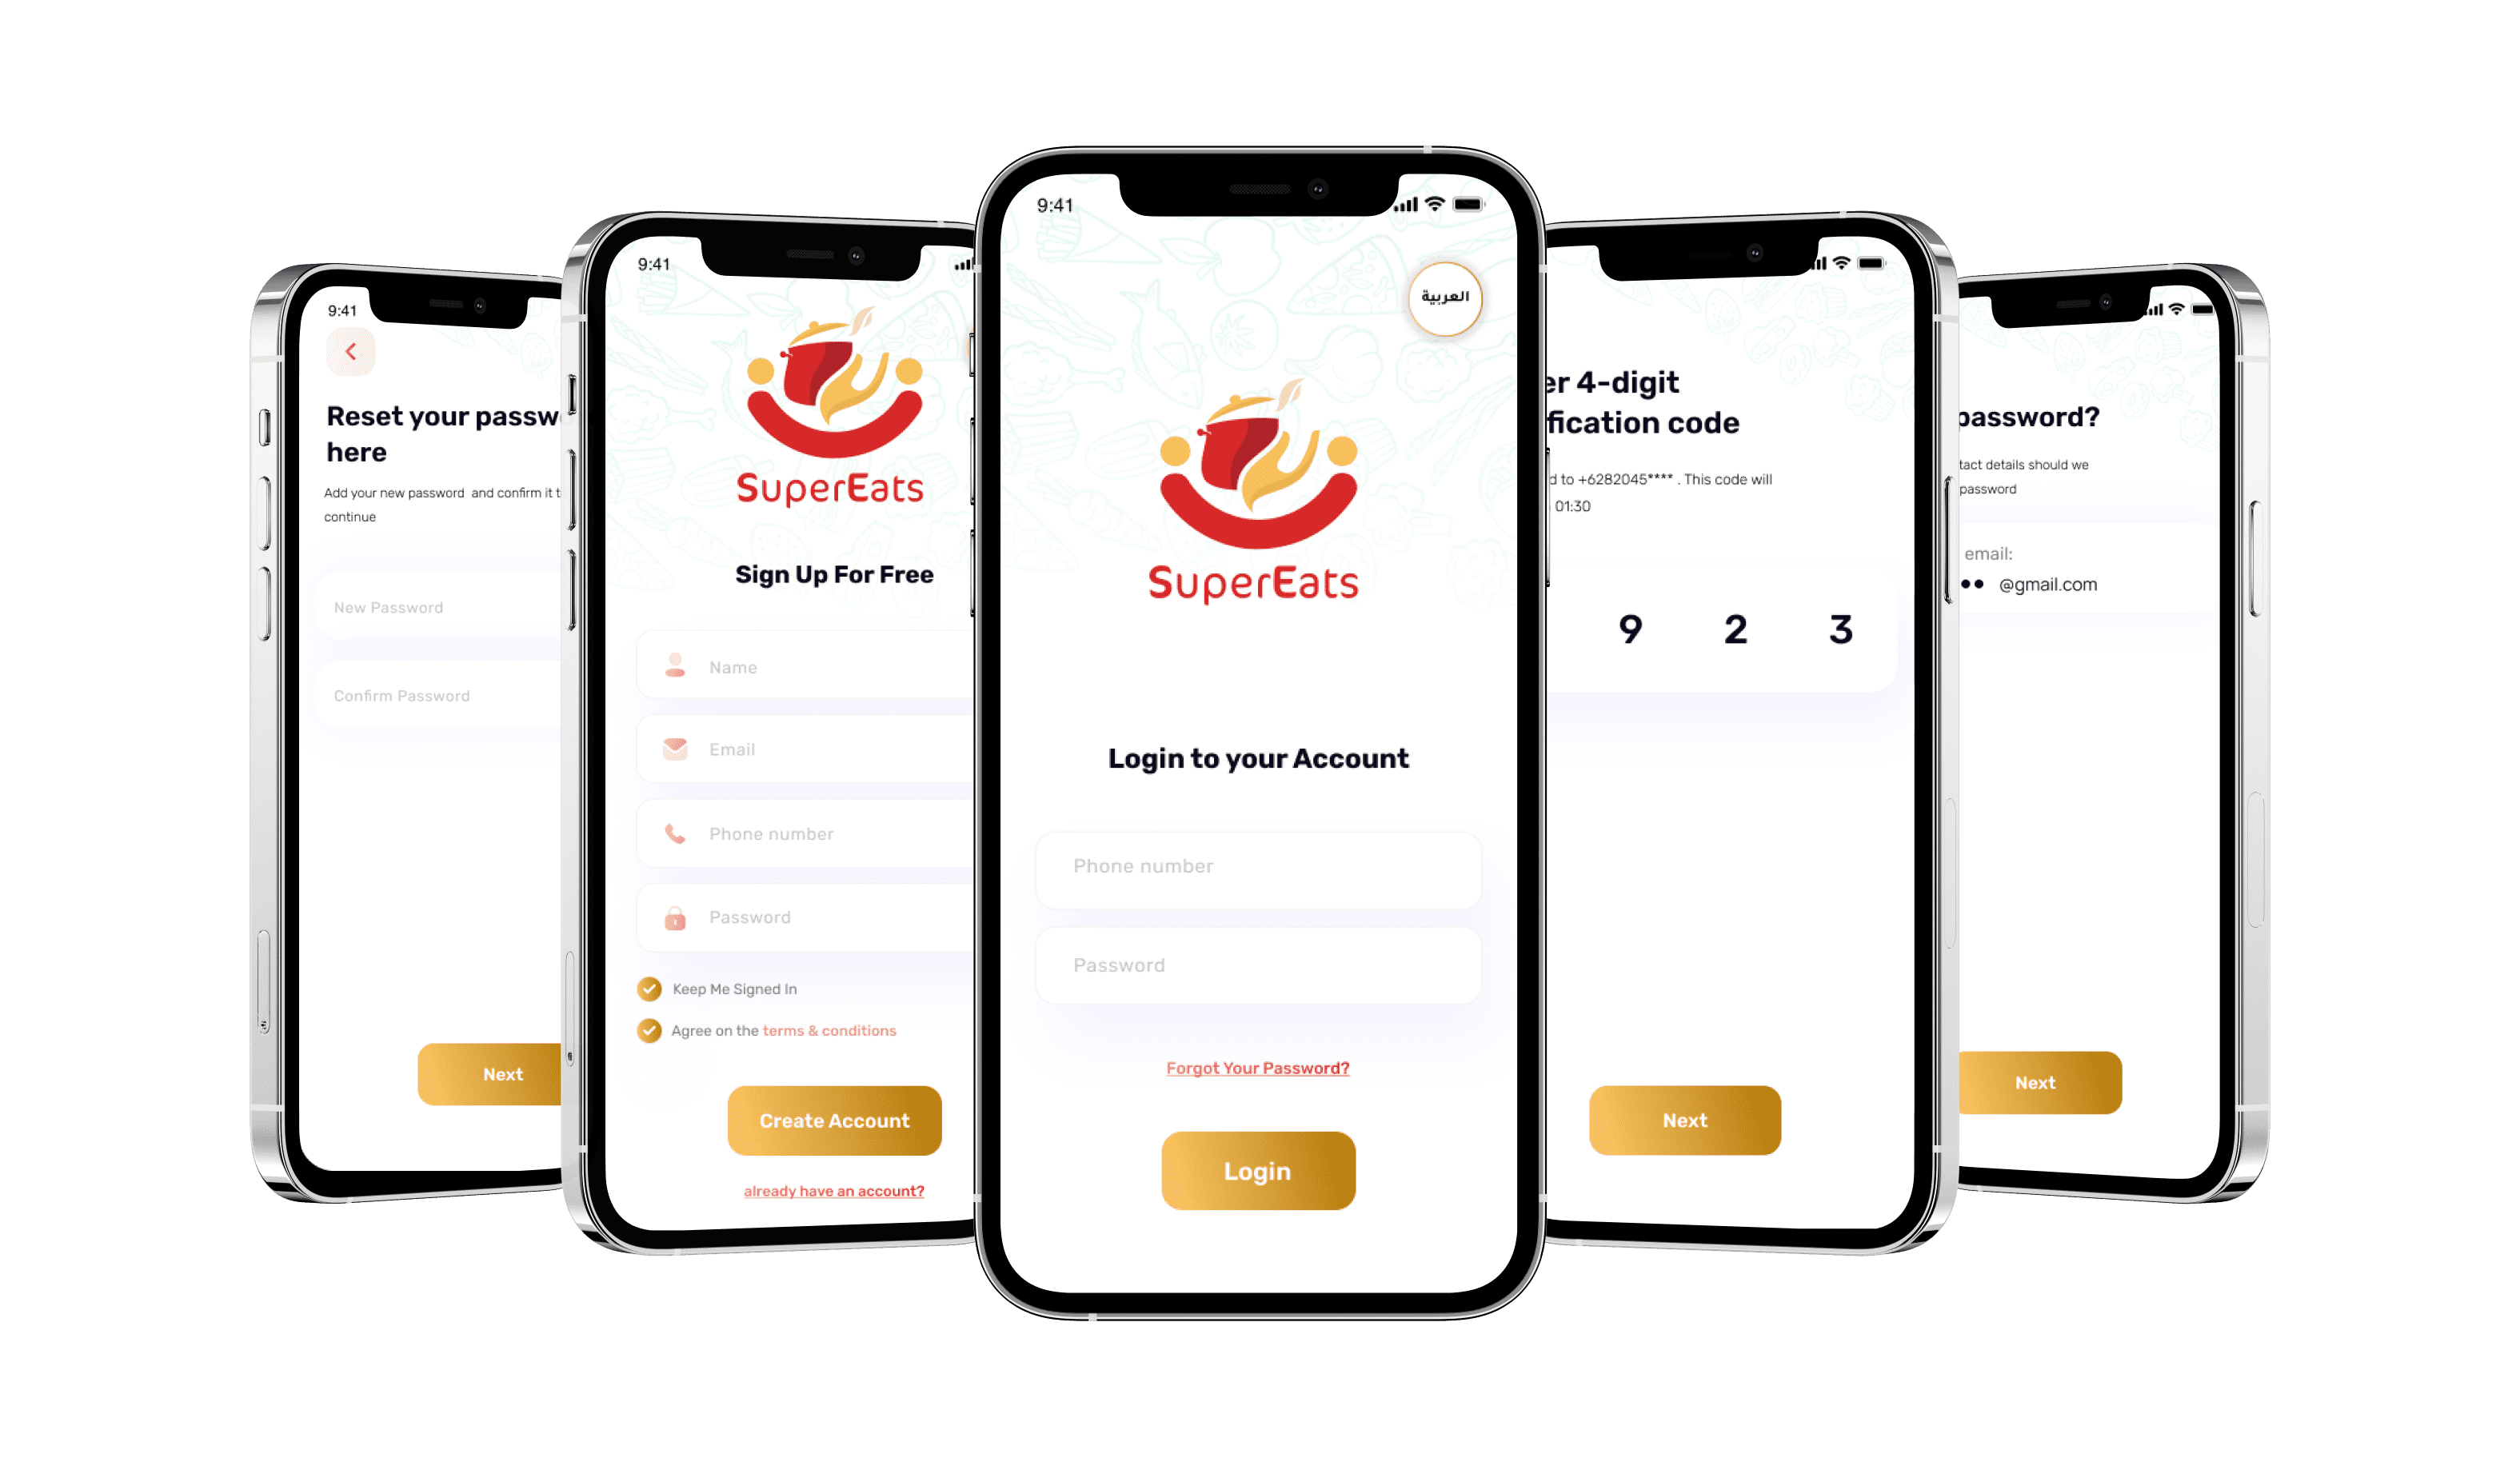 9:41
Reset your passw
here
Add your new password and confirm it t
continue
New Password
Confirm Password
Next
9:41
SuperEats
Sign Up For Free
Name
Email
Phone number
Password
Keep Me Signed In
Agree on the terms & conditions
Create Account
already have an account?
9:41
العربية
SuperEats
Login to your Account
Phone number
Password
Forgot Your Password?
Login
er 4-digit
fication code
d to +6282045**** . This code will
01:30
9 2 3
Next
password?
tact details should we
password
email:
•• @gmail.com
Next